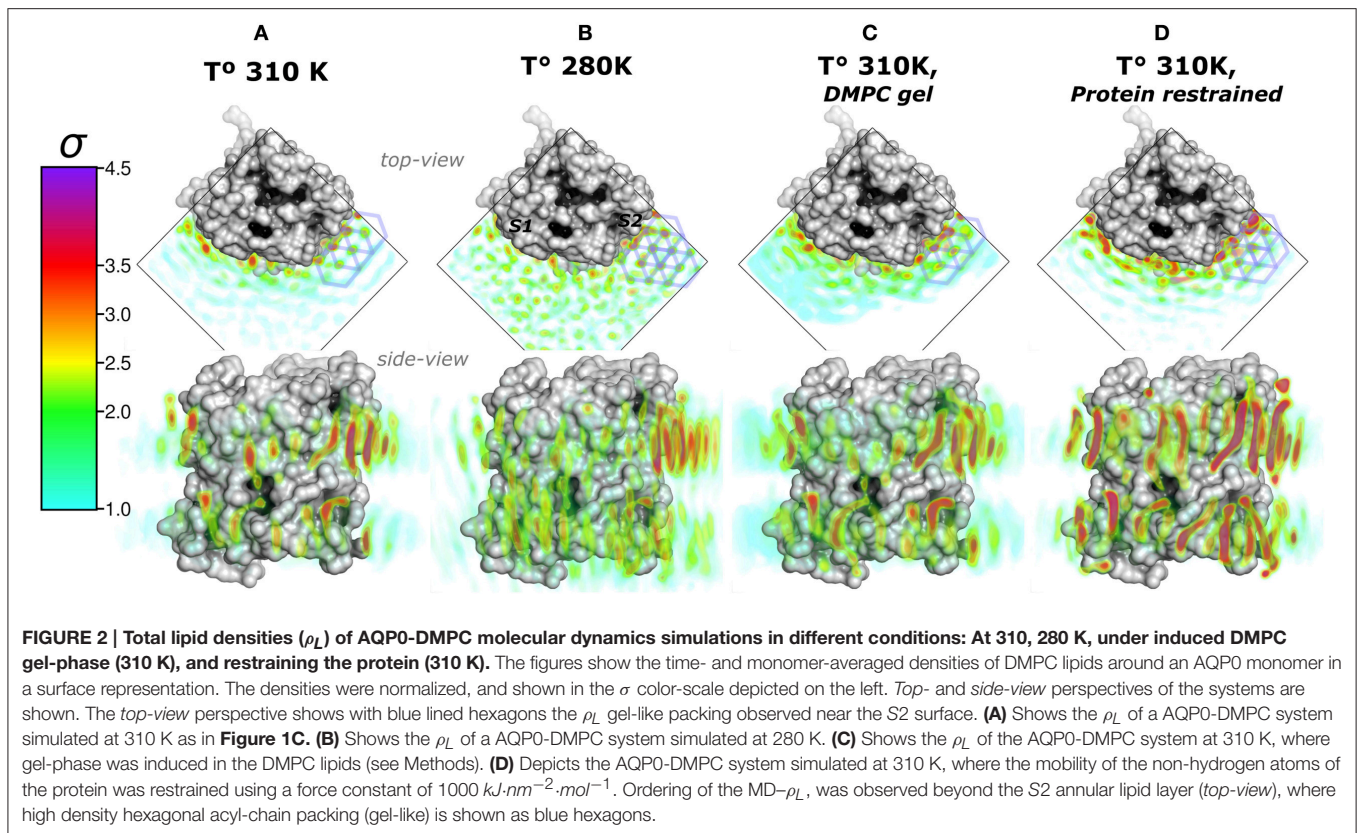 A
B
C
D
Tº 310 K
T° 280K
T° 310K,
DMPC gel
T° 310K,
Protein restrained
σ
top-view
4.5
3.5
3.0
2.5
2.0
1.0
S1
S2
side-view
FIGURE 2 | Total lipid densities (ρL) of AQP0-DMPC molecular dynamics simulations in different conditions: At 310, 280 K, under induced DMPC
gel-phase (310 K), and restraining the protein (310 K). The figures show the time- and monomer-averaged densities of DMPC lipids around an AQP0 monomer in
a surface representation. The densities were normalized, and shown in the σ color-scale depicted on the left. Top- and side-view perspectives of the systems are
shown. The top-view perspective shows with blue lined hexagons the ρL gel-like packing observed near the S2 surface. (A) Shows the ρL of a AQP0-DMPC system
simulated at 310 K as in Figure 1C. (B) Shows the ρL of a AQP0-DMPC system simulated at 280 K. (C) Shows the ρL of the AQP0-DMPC system at 310 K, where
gel-phase was induced in the DMPC lipids (see Methods). (D) Depicts the AQP0-DMPC system simulated at 310 K, where the mobility of the non-hydrogen atoms of
the protein was restrained using a force constant of 1000 kJ·nm−2·mol−1. Ordering of the MD–ρL, was observed beyond the S2 annular lipid layer (top-view), where
high density hexagonal acyl-chain packing (gel-like) is shown as blue hexagons.